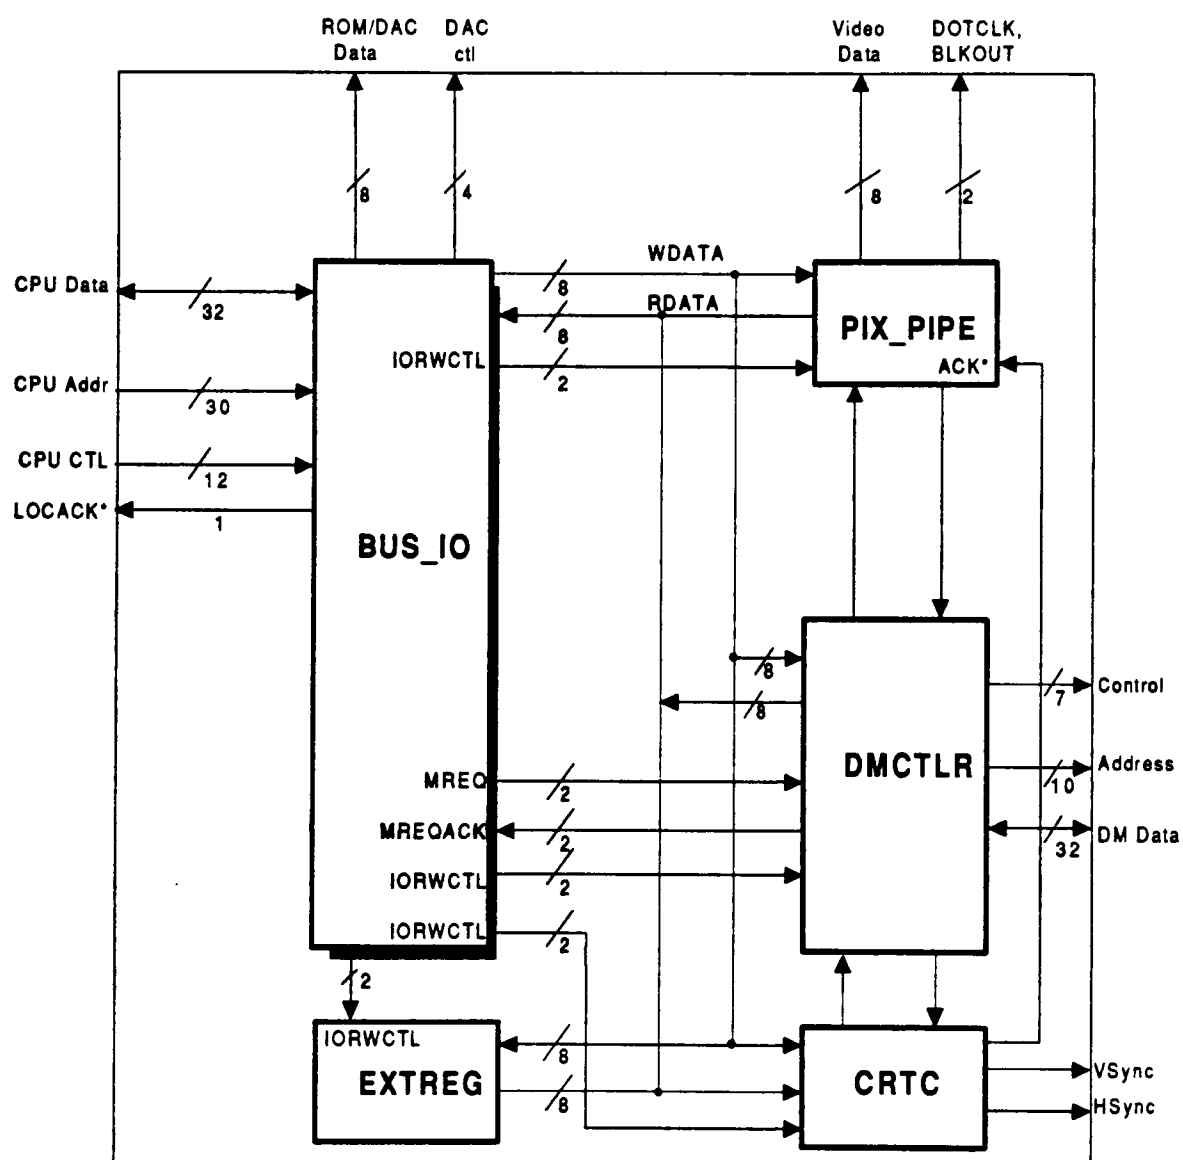 ROM/DAC
Data
DAC
ctl
Video
Data
DOTCLK,
BLKOUT
8
4
8
2
CPU Data
32
WDATA
8
RDATA
8
PIX_PIPE
IORWCTL
2
ACK*
CPU Addr
30
CPU CTL
12
LOCACK*
1
BUS_IO
8
8
Control
7
DMCTLR
Address
10
MREQ
2
MREQACK
2
DM Data
32
IORWCTL
2
IORWCTL
2
2
IORWCTL
EXTREG
8
8
CRTC
VSync
HSync